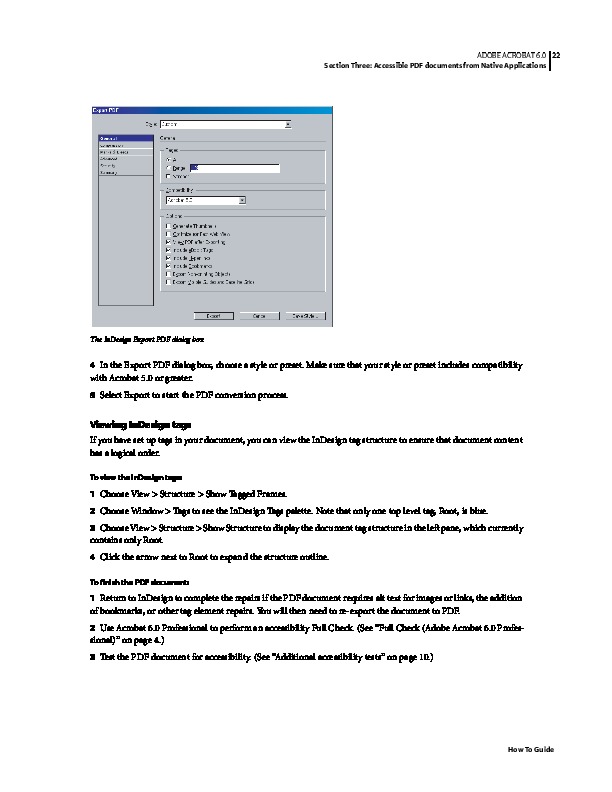 ADOBE ACROBAT 6.0 22
Section Three: Accessible PDF documents from Native Applications
Export PDF
Style: Custom
General
General
Compression
Marks & Bleeds
Advanced
Security
Summary
Pages
All
Range:
Spreads
Compatibility
Acrobat 5.0
Options
Generate Thumbnails
Optimize for Fast Web View
View PDF after Exporting
Include eBook Tags
Include Hyperlinks
Include Bookmarks
Export Nonprinting Objects
Export Visible Guides and Baseline Grids
Export
Cancel
Save Style...
The InDesign Export PDF dialog box
4 In the Export PDF dialog box, choose a style or preset. Make sure that your style or preset includes compatibility
with Acrobat 5.0 or greater.
5 Select Export to start the PDF conversion process.
Viewing InDesign tags
If you have set up tags in your document, you can view the InDesign tag structure to ensure that document content
has a logical order.
To view the InDesign tags:
1 Choose View > Structure > Show Tagged Frames.
2 Choose Window > Tags to see the InDesign Tags palette. Note that only one top level tag, Root, is blue.
3 Choose View > Structure > Show Structure to display the document tag structure in the left pane, which currently
contains only Root.
4 Click the arrow next to Root to expand the structure outline.
To finish the PDF document:
1 Return to InDesign to complete the repairs if the PDF document requires alt text for images or links, the addition
of bookmarks, or other tag element repairs. You will then need to re-export the document to PDF.
2 Use Acrobat 6.0 Professional to perform an accessibility Full Check. (See "Full Check (Adobe Acrobat 6.0 Profes-
sional)" on page 4.)
3 Test the PDF document for accessibility. (See "Additional accessibility tests" on page 10.)
How To Guide